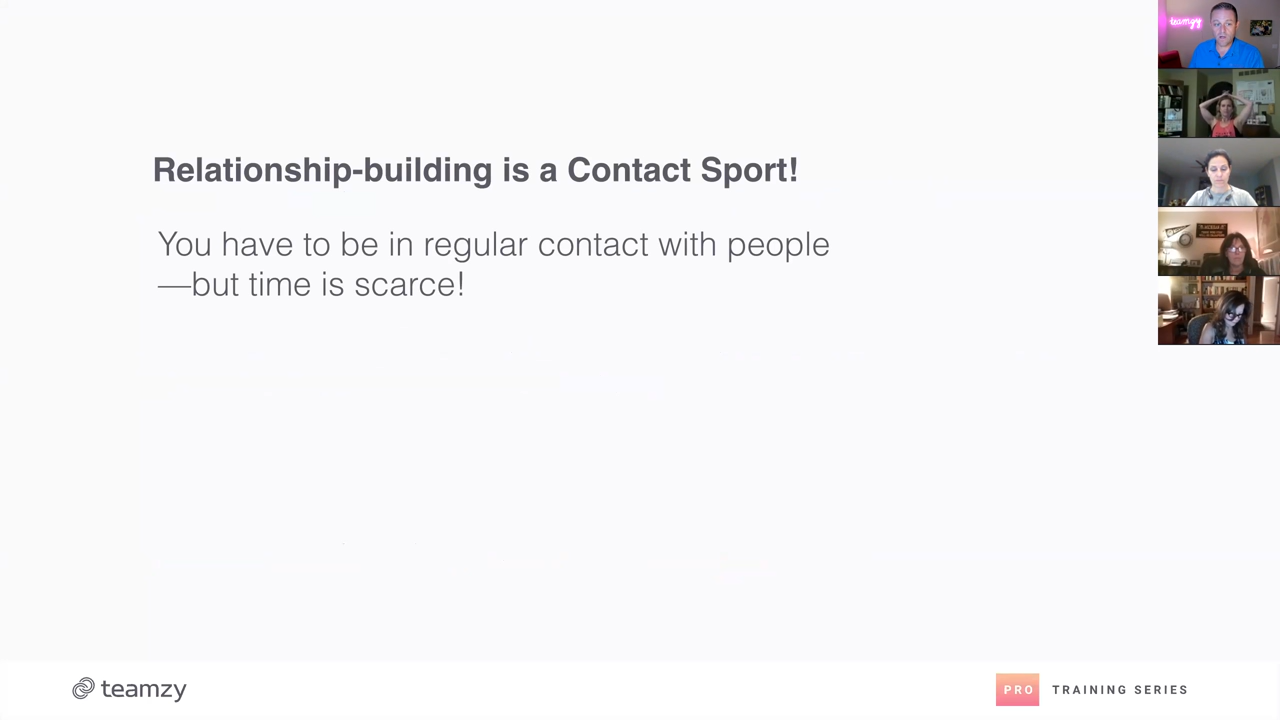 Relationship-building is a Contact Sport!
You have to be in regular contact with people
—but time is scarce!
teamzy
PRO TRAINING SERIES
teamzy